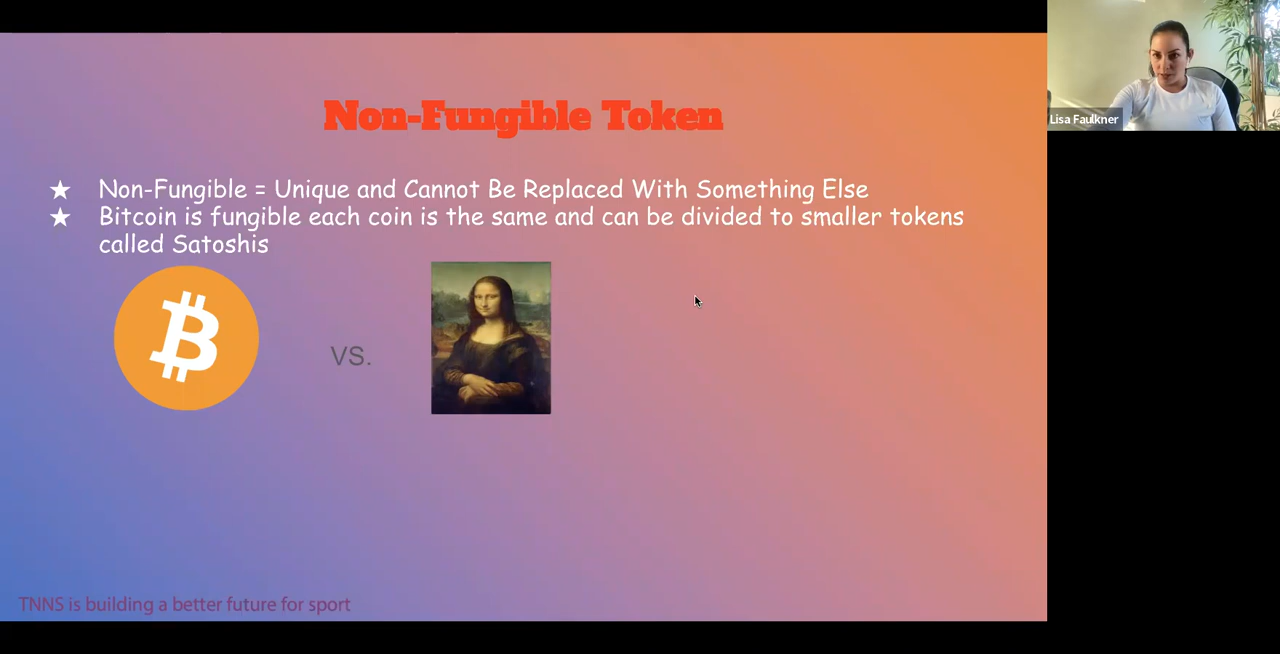 Non-Fungible Token
★ Non-Fungible = Unique and Cannot Be Replaced With Something Else
★ Bitcoin is fungible each coin is the same and can be divided to smaller tokens
called Satoshis
VS.
TNNS is building a better future for sport
Lisa Faulkner